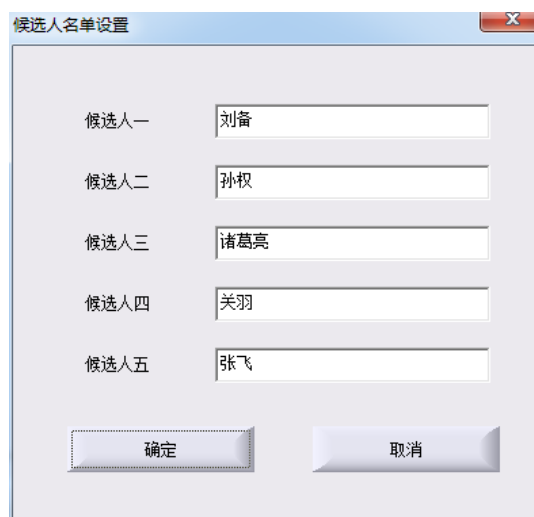 候选人名单设置
候选人一 刘备
候选人二 孙权
候选人三 诸葛亮
候选人四 关羽
候选人五 张飞
确定 取消